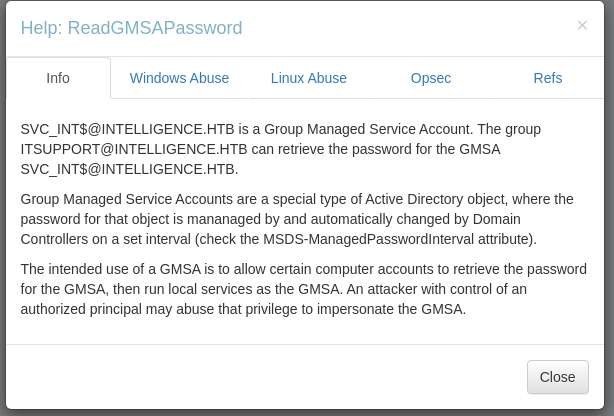 Help: ReadGMSAPassword
×
Info
Windows Abuse
Linux Abuse
Opsec
Refs
SVC_INT$@INTELLIGENCE.HTB is a Group Managed Service Account. The group
ITSUPPORT@INTELLIGENCE.HTB can retrieve the password for the GMSA
SVC_INT$@INTELLIGENCE.HTB.
Group Managed Service Accounts are a special type of Active Directory object, where the
password for that object is mananaged by and automatically changed by Domain
Controllers on a set interval (check the MSDS-ManagedPasswordInterval attribute).
The intended use of a GMSA is to allow certain computer accounts to retrieve the password
for the GMSA, then run local services as the GMSA. An attacker with control of an
authorized principal may abuse that privilege to impersonate the GMSA.
Close